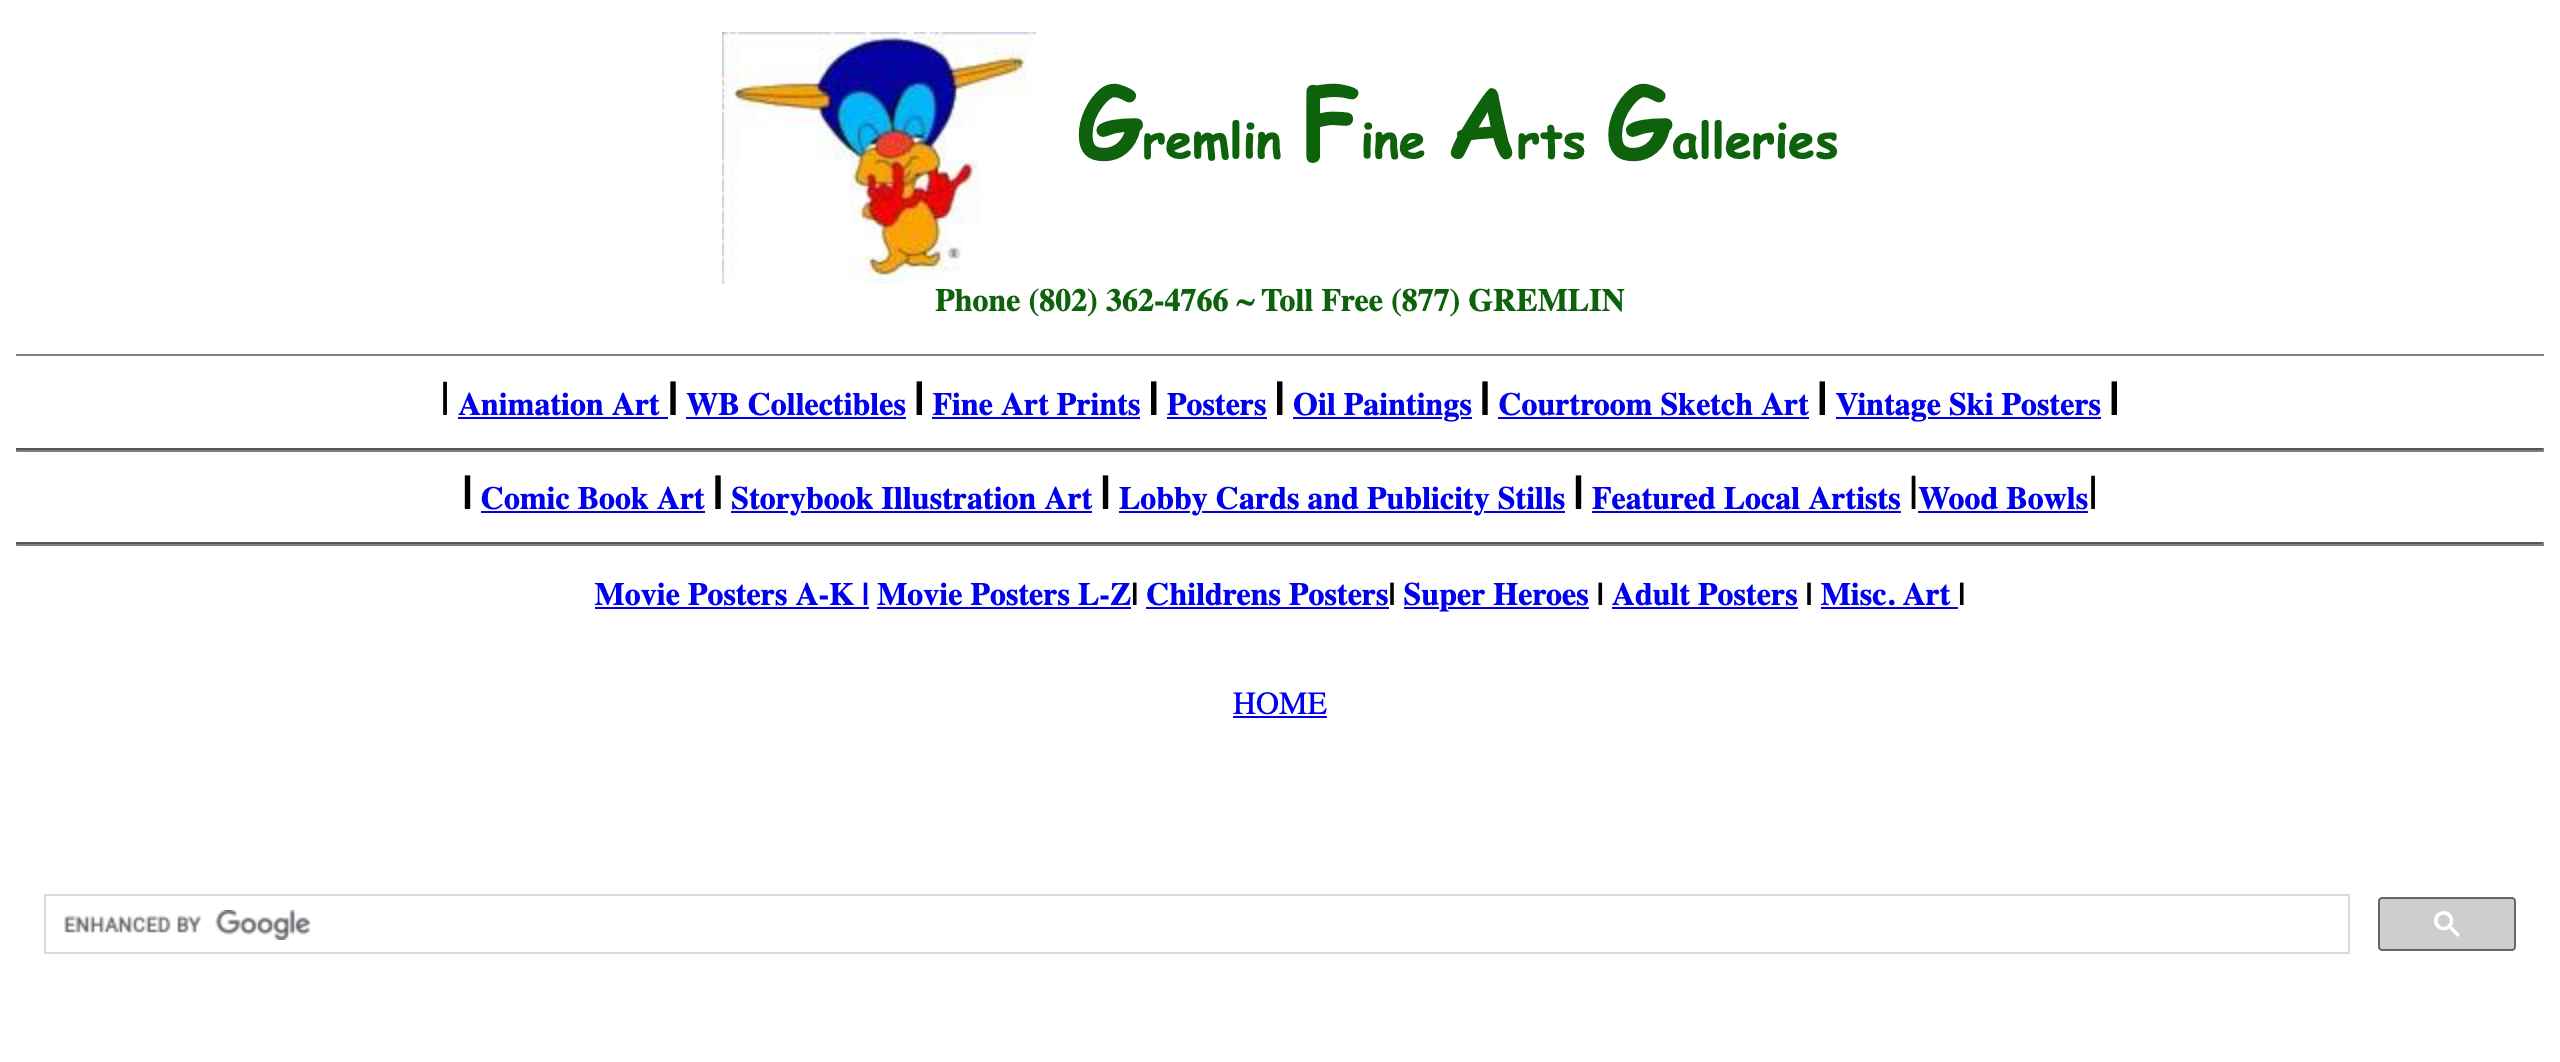 Gremlin Fine Arts Galleries
®
Phone (802) 362-4766 ~ Toll Free (877) GREMLIN
| Animation Art | WB Collectibles | Fine Art Prints | Posters | Oil Paintings | Courtroom Sketch Art | Vintage Ski Posters |
| Comic Book Art | Storybook Illustration Art | Lobby Cards and Publicity Stills | Featured Local Artists |Wood Bowls|
Movie Posters A-K | Movie Posters L-Z| Childrens Posters| Super Heroes | Adult Posters | Misc. Art |
HOME
ENHANCED BY Google